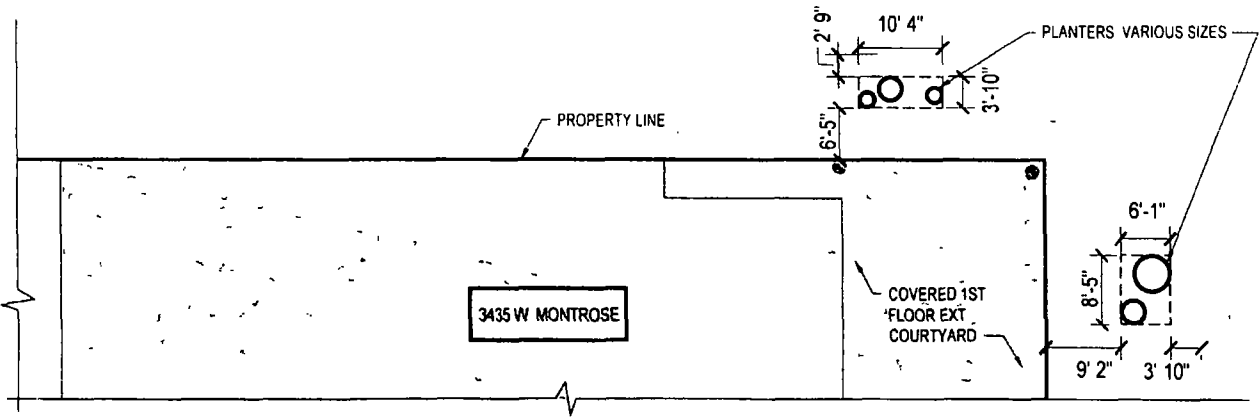 2' 9"
10' 4"
PLANTERS VARIOUS SIZES
3'-10"
6'-5"
PROPERTY LINE
6'-1"
8'-5"
3435 W MONTROSE
COVERED 1ST
FLOOR EXT
COURTYARD
9' 2"
3' 10"